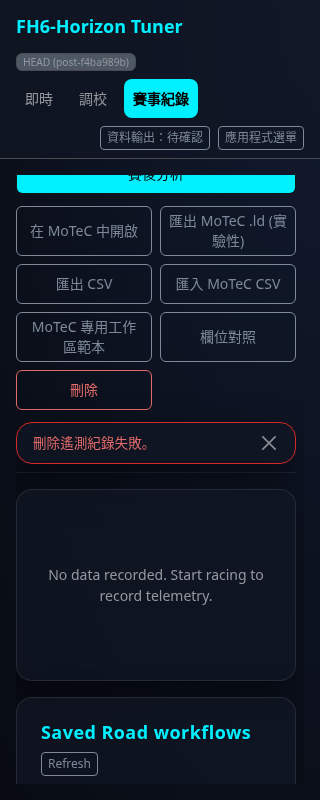 FH6-Horizon Tuner
HEAD (post-f4ba989b)
即時 調校 賽事紀錄
資料輸出：待確認 應用程式選單
賽後分析
在 MoTeC 中開啟
匯出 MoTeC .ld (實
驗性)
匯出 CSV
匯入 MoTeC CSV
MoTeC 專用工作
區範本
欄位對照
刪除
刪除遙測紀錄失敗。
No data recorded. Start racing to
record telemetry.
Saved Road workflows
Refresh